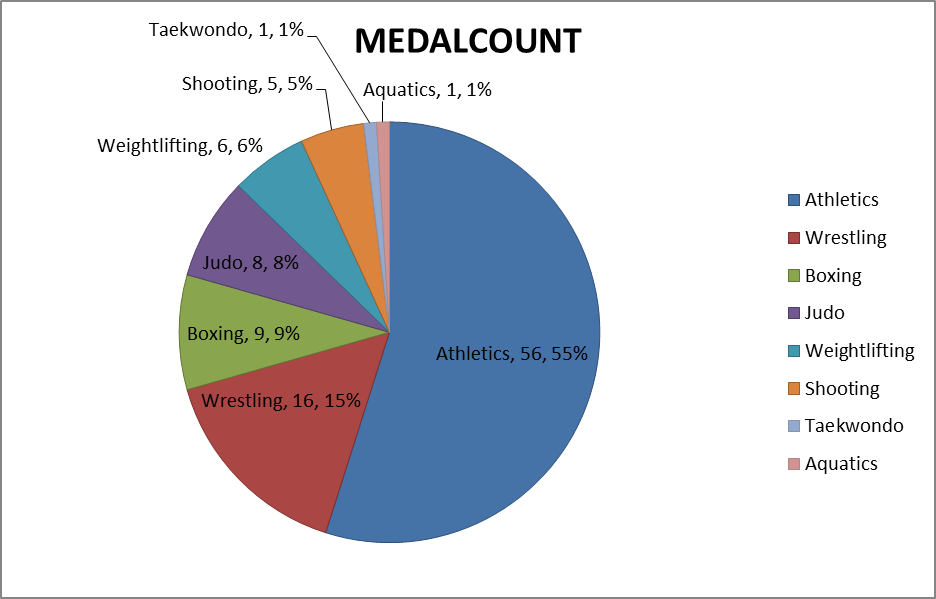 MEDALCOUNT
Taekwondo, 1, 1%
Shooting, 5, 5%
Aquatics, 1, 1%
Weightlifting, 6, 6%
Judo, 8, 8%
Boxing, 9, 9%
Athletics, 56, 55%
Wrestling, 16, 15%
Athletics
Wrestling
Boxing
Judo
Weightlifting
Shooting
Taekwondo
Aquatics